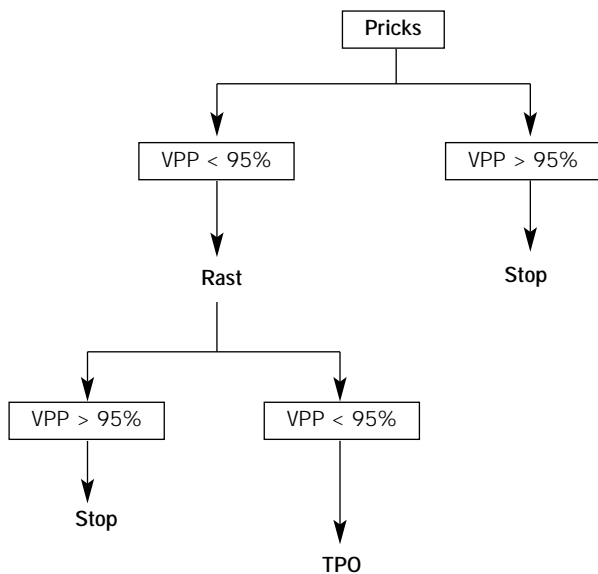 Pricks
VPP < 95%
VPP > 95%
Rast
Stop
VPP > 95%
VPP < 95%
Stop
TPO